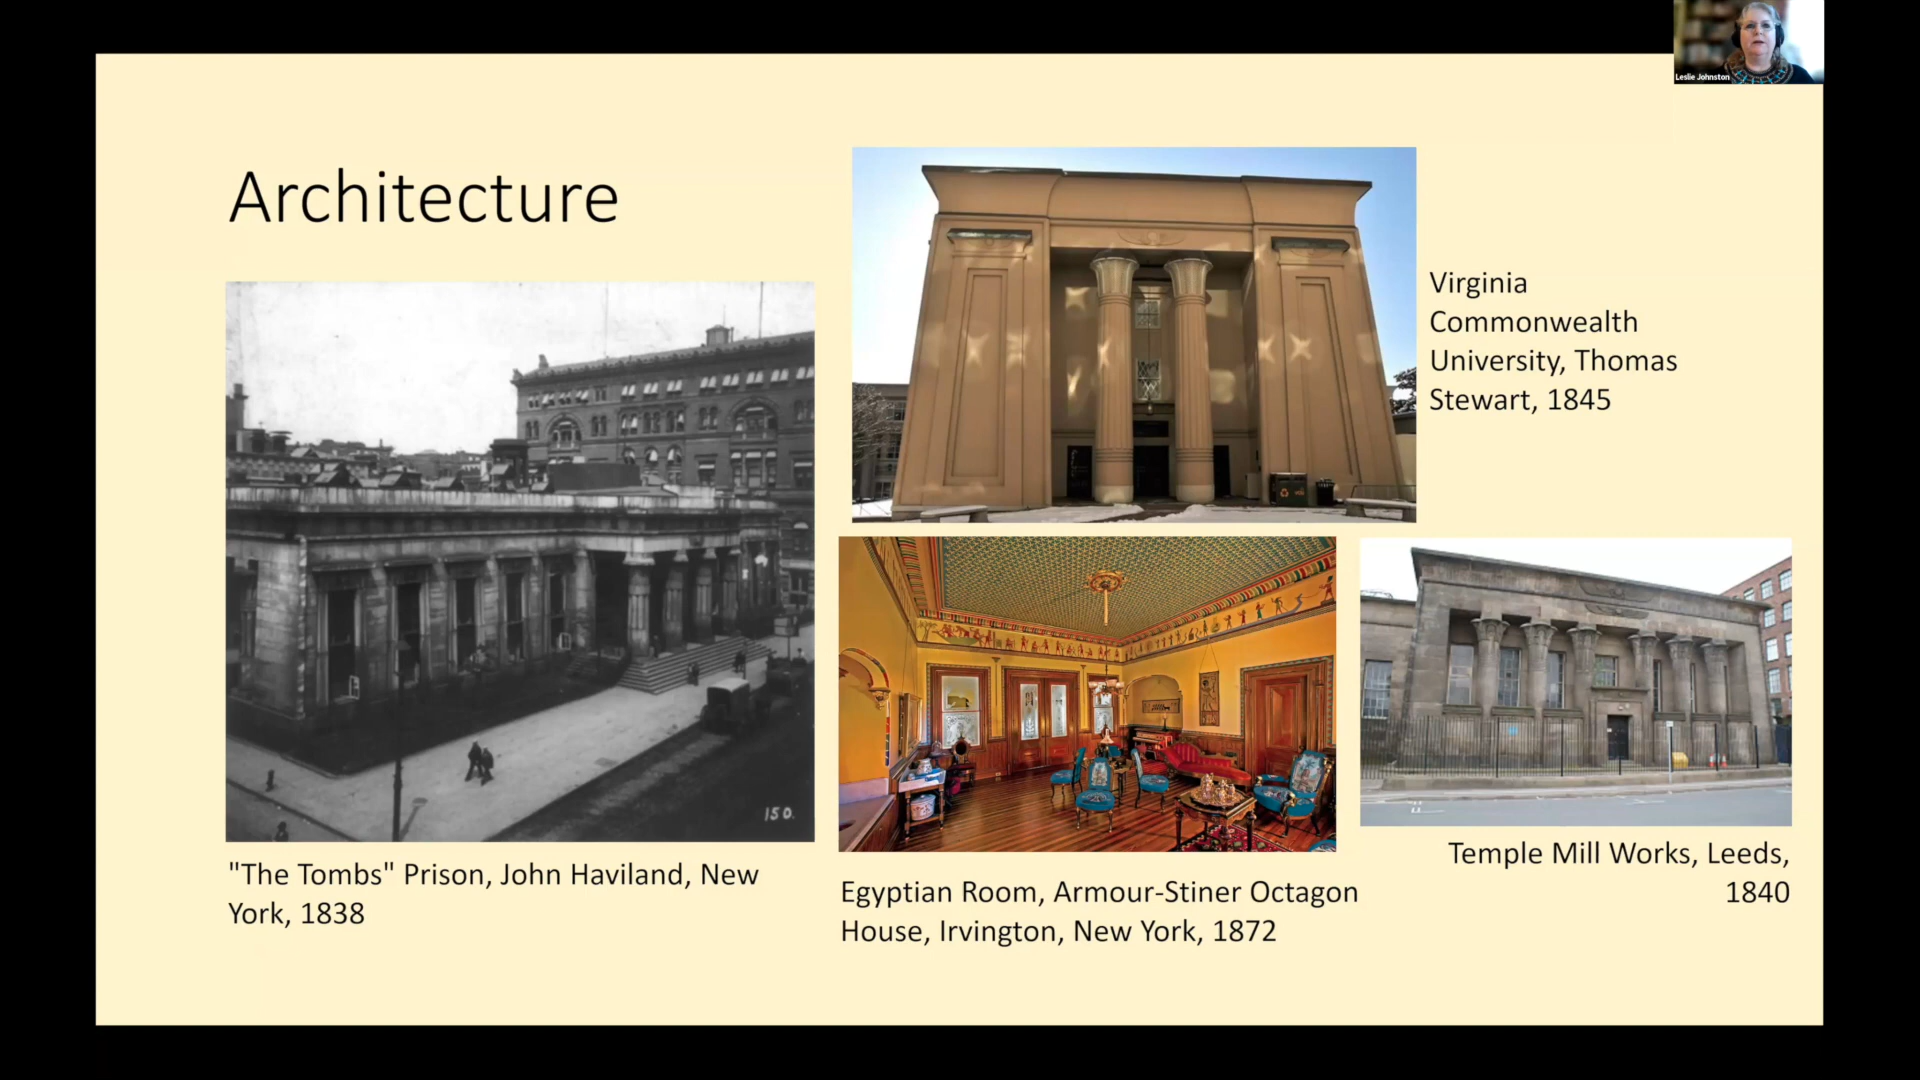 Leslie Johnston
Architecture
Virginia
Commonwealth
University, Thomas
Stewart, 1845
150.
"The Tombs" Prison, John Haviland, New
York, 1838
Egyptian Room, Armour-Stiner Octagon
House, Irvington, New York, 1872
Temple Mill Works, Leeds,
1840